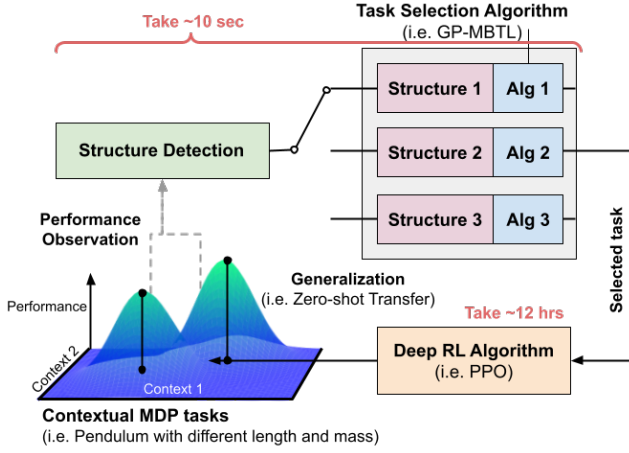 Take ~10 sec
Task Selection Algorithm
(i.e. GP-MBTL)
Structure 1
Alg 1
Structure Detection
Structure 2
Alg 2
Structure 3
Alg 3
Performance
Observation
Selected task
Generalization
(i.e. Zero-shot Transfer)
Performance
Take ~12 hrs
Context 2
Context 1
Deep RL Algorithm
(i.e. PPO)
Contextual MDP tasks
(i.e. Pendulum with different length and mass)